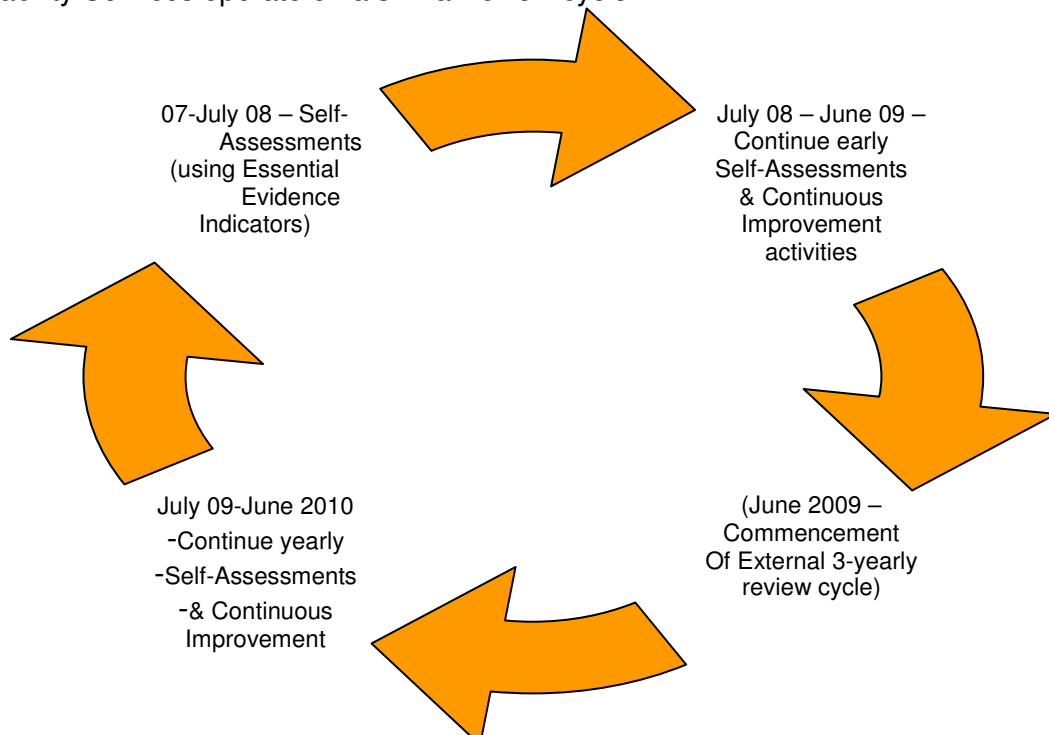 07-July 08 – Self-
Assessments
(using Essential
Evidence
Indicators)
July 08 – June 09 –
Continue early
Self-Assessments
& Continuous
Improvement
activities
(June 2009 –
Commencement
Of External 3-yearly
review cycle)
July 09-June 2010
-Continue yearly
-Self-Assessments
-& Continuous
Improvement